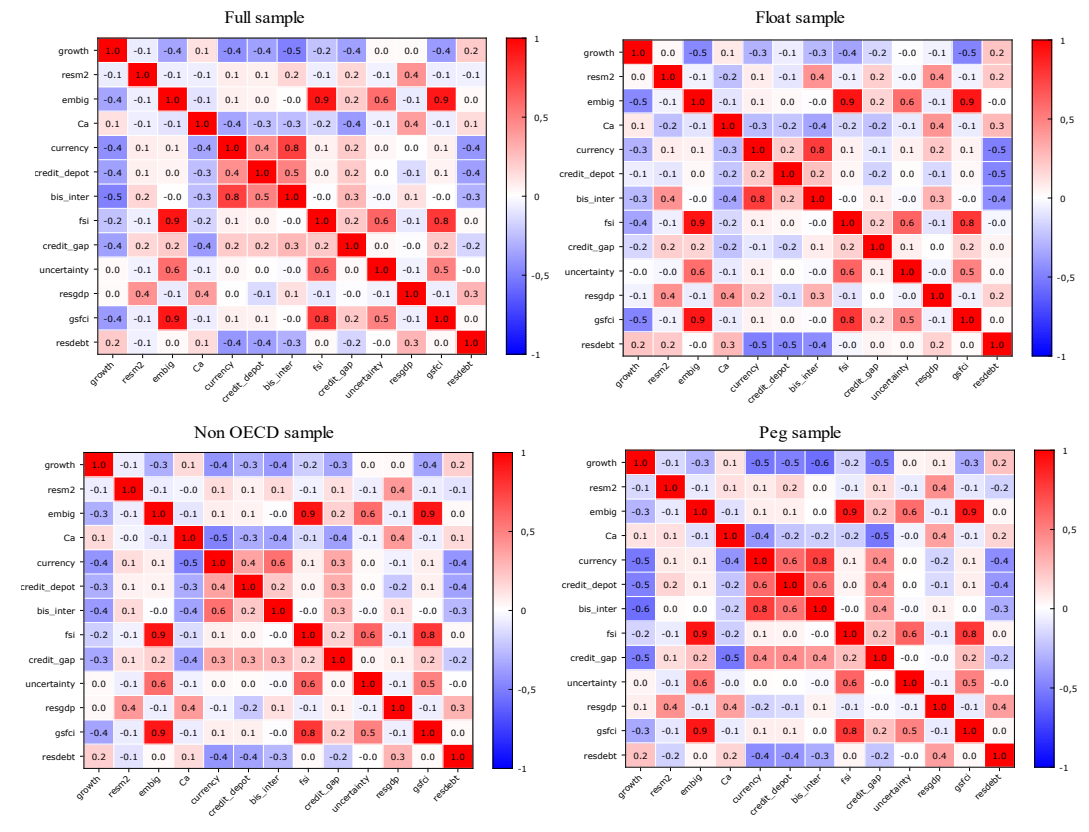 Full sample
growth 1.0 -0.1 -0.4 0.1 -0.4 -0.4 -0.5 -0.2 -0.4 0.0 0.0 -0.4 0.2
resm2 -0.1 1.0 -0.1 -0.1 0.1 0.1 0.2 -0.1 0.2 -0.1 0.4 -0.1 -0.1
embig -0.4 -0.1 1.0 -0.1 0.1 0.0 -0.0 0.9 0.2 0.6 -0.1 0.9 0.0
Ca 0.1 -0.1 -0.1 1.0 -0.4 -0.3 -0.3 -0.2 -0.4 -0.1 0.4 -0.1 0.1
currency -0.4 0.1 0.1 -0.4 1.0 0.4 0.8 0.1 0.2 0.0 0.0 0.1 -0.4
credit_depot -0.4 0.1 0.0 -0.3 0.4 1.0 0.5 0.0 0.2 0.0 -0.1 0.1 -0.4
bis_inter -0.5 0.2 -0.0 -0.3 0.8 0.5 1.0 -0.0 0.3 -0.0 0.1 -0.0 -0.3
fsi -0.2 -0.1 0.9 -0.2 0.1 0.0 -0.0 1.0 0.2 0.6 -0.1 0.8 0.0
credit_gap -0.4 0.2 0.2 -0.4 0.2 0.2 0.3 0.2 1.0 -0.0 -0.0 0.2 -0.2
uncertainty 0.0 -0.1 0.6 -0.1 0.0 0.0 -0.0 0.6 -0.0 1.0 -0.1 0.5 -0.0
resgdp 0.0 0.4 -0.1 0.4 0.0 -0.1 0.1 -0.1 -0.0 -0.1 1.0 -0.1 0.3
gsfci -0.4 -0.1 0.9 -0.1 0.1 0.1 -0.0 0.8 0.2 0.5 -0.1 1.0 0.0
resdebt 0.2 -0.1 0.0 0.1 -0.4 -0.4 -0.3 0.0 -0.2 -0.0 0.3 0.0 1.0
growth resm2 embig Ca currency credit_depot bis_inter fsi credit_gap uncertainty resgdp gsfci resdebt
1
0,5
0
-0,5
-1
Float sample
growth 1.0 0.0 -0.5 0.1 -0.3 -0.1 -0.3 -0.4 -0.2 -0.0 -0.1 -0.5 0.2
resm2 0.0 1.0 -0.1 -0.2 0.1 -0.1 0.4 -0.1 0.2 -0.0 0.4 -0.1 0.2
embig -0.5 -0.1 1.0 -0.1 0.1 0.0 -0.0 0.9 0.2 0.6 -0.1 0.9 -0.0
Ca 0.1 -0.2 -0.1 1.0 -0.3 -0.2 -0.4 -0.2 -0.2 -0.1 0.4 -0.1 0.3
currency -0.3 0.1 0.1 -0.3 1.0 0.2 0.8 0.1 -0.1 0.0 0.2 0.1 -0.5
credit_depot -0.1 -0.1 0.0 -0.2 0.2 1.0 0.2 0.0 -0.2 0.0 -0.1 0.0 -0.5
bis_inter -0.3 0.4 -0.0 -0.4 0.8 0.2 1.0 -0.0 0.1 -0.0 0.3 -0.0 -0.4
fsi -0.4 -0.1 0.9 -0.2 0.1 0.0 -0.0 1.0 0.2 0.6 -0.1 0.8 -0.0
credit_gap -0.2 0.2 0.2 -0.2 -0.1 -0.2 0.1 0.2 1.0 0.1 0.0 0.2 0.0
uncertainty -0.0 -0.0 0.6 -0.1 0.0 0.0 -0.0 0.6 0.1 1.0 -0.0 0.5 0.0
resgdp -0.1 0.4 -0.1 0.4 0.2 -0.1 0.3 -0.1 0.0 -0.0 1.0 -0.1 0.2
gsfci -0.5 -0.1 0.9 -0.1 0.1 0.0 -0.0 0.8 0.2 0.5 -0.1 1.0 0.0
resdebt 0.2 0.2 -0.0 0.3 -0.5 -0.5 -0.4 -0.0 0.0 0.0 0.2 0.0 1.0
growth resm2 embig Ca currency credit_depot bis_inter fsi credit_gap uncertainty resgdp gsfci resdebt
1
0,5
0
-0,5
-1
Non OECD sample
growth 1.0 -0.1 -0.3 0.1 -0.4 -0.3 -0.4 -0.2 -0.3 0.0 0.0 -0.4 0.2
resm2 -0.1 1.0 -0.1 -0.0 0.1 0.1 0.1 -0.1 0.1 -0.1 0.4 -0.1 -0.1
embig -0.3 -0.1 1.0 -0.1 0.1 0.1 -0.0 0.9 0.2 0.6 -0.1 0.9 0.0
Ca 0.1 -0.0 -0.1 1.0 -0.5 -0.3 -0.4 -0.1 -0.4 -0.1 0.4 -0.1 0.1
currency -0.4 0.1 0.1 -0.5 1.0 0.4 0.6 0.1 0.3 0.0 -0.1 0.1 -0.4
credit_depot -0.3 0.1 0.1 -0.3 0.4 1.0 0.2 0.0 0.3 0.0 -0.2 0.1 -0.4
bis_inter -0.4 0.1 -0.0 -0.4 0.6 0.2 1.0 -0.0 0.3 -0.0 0.1 -0.0 -0.3
fsi -0.2 -0.1 0.9 -0.1 0.1 0.0 -0.0 1.0 0.2 0.6 -0.1 0.8 0.0
credit_gap -0.3 0.1 0.2 -0.4 0.3 0.3 0.3 0.2 1.0 0.0 -0.1 0.2 -0.2
uncertainty 0.0 -0.1 0.6 -0.1 0.0 0.0 -0.0 0.6 0.0 1.0 -0.1 0.5 -0.0
resgdp 0.0 0.4 -0.1 0.4 -0.1 -0.2 0.1 -0.1 -0.1 -0.1 1.0 -0.1 0.3
gsfci -0.4 -0.1 0.9 -0.1 0.1 0.1 -0.0 0.8 0.2 0.5 -0.1 1.0 0.0
resdebt 0.2 -0.1 0.0 0.1 -0.4 -0.4 -0.3 0.0 -0.2 -0.0 0.3 0.0 1.0
growth resm2 embig Ca currency credit_depot bis_inter fsi credit_gap uncertainty resgdp gsfci resdebt
1
0,5
0
-0,5
-1
Peg sample
growth 1.0 -0.1 -0.3 0.1 -0.5 -0.5 -0.6 -0.2 -0.5 0.0 0.1 -0.3 0.2
resm2 -0.1 1.0 -0.1 0.1 0.1 0.2 0.0 -0.1 0.1 -0.1 0.4 -0.1 -0.2
embig -0.3 -0.1 1.0 -0.1 0.1 0.1 0.0 0.9 0.2 0.6 -0.1 0.9 0.0
Ca 0.1 0.1 -0.1 1.0 -0.4 -0.2 -0.2 -0.2 -0.5 -0.0 0.4 -0.1 0.2
currency -0.5 0.1 0.1 -0.4 1.0 0.6 0.8 0.1 0.4 0.0 -0.2 0.1 -0.4
credit_depot -0.5 0.2 0.1 -0.2 0.6 1.0 0.6 0.0 0.4 0.0 -0.1 0.1 -0.4
bis_inter -0.6 0.0 0.0 -0.2 0.8 0.6 1.0 -0.0 0.4 -0.0 -0.1 0.0 -0.3
fsi -0.2 -0.1 0.9 -0.2 0.1 0.0 -0.0 1.0 0.2 0.6 -0.1 0.8 0.0
credit_gap -0.5 0.1 0.2 -0.5 0.4 0.4 0.4 0.2 1.0 -0.0 -0.0 0.2 -0.2
uncertainty 0.0 -0.1 0.6 -0.0 0.0 0.0 -0.0 0.6 -0.0 1.0 -0.1 0.5 -0.0
resgdp 0.1 0.4 -0.1 0.4 -0.2 -0.1 -0.1 -0.1 -0.0 -0.1 1.0 -0.1 0.4
gsfci -0.3 -0.1 0.9 -0.1 0.1 0.1 0.0 0.8 0.2 0.5 -0.1 1.0 0.0
resdebt 0.2 -0.2 0.0 0.2 -0.4 -0.4 -0.3 0.0 -0.2 -0.0 0.4 0.0 1.0
growth resm2 embig Ca currency credit_depot bis_inter fsi credit_gap uncertainty resgdp gsfci resdebt
1
0,5
0
-0,5
-1